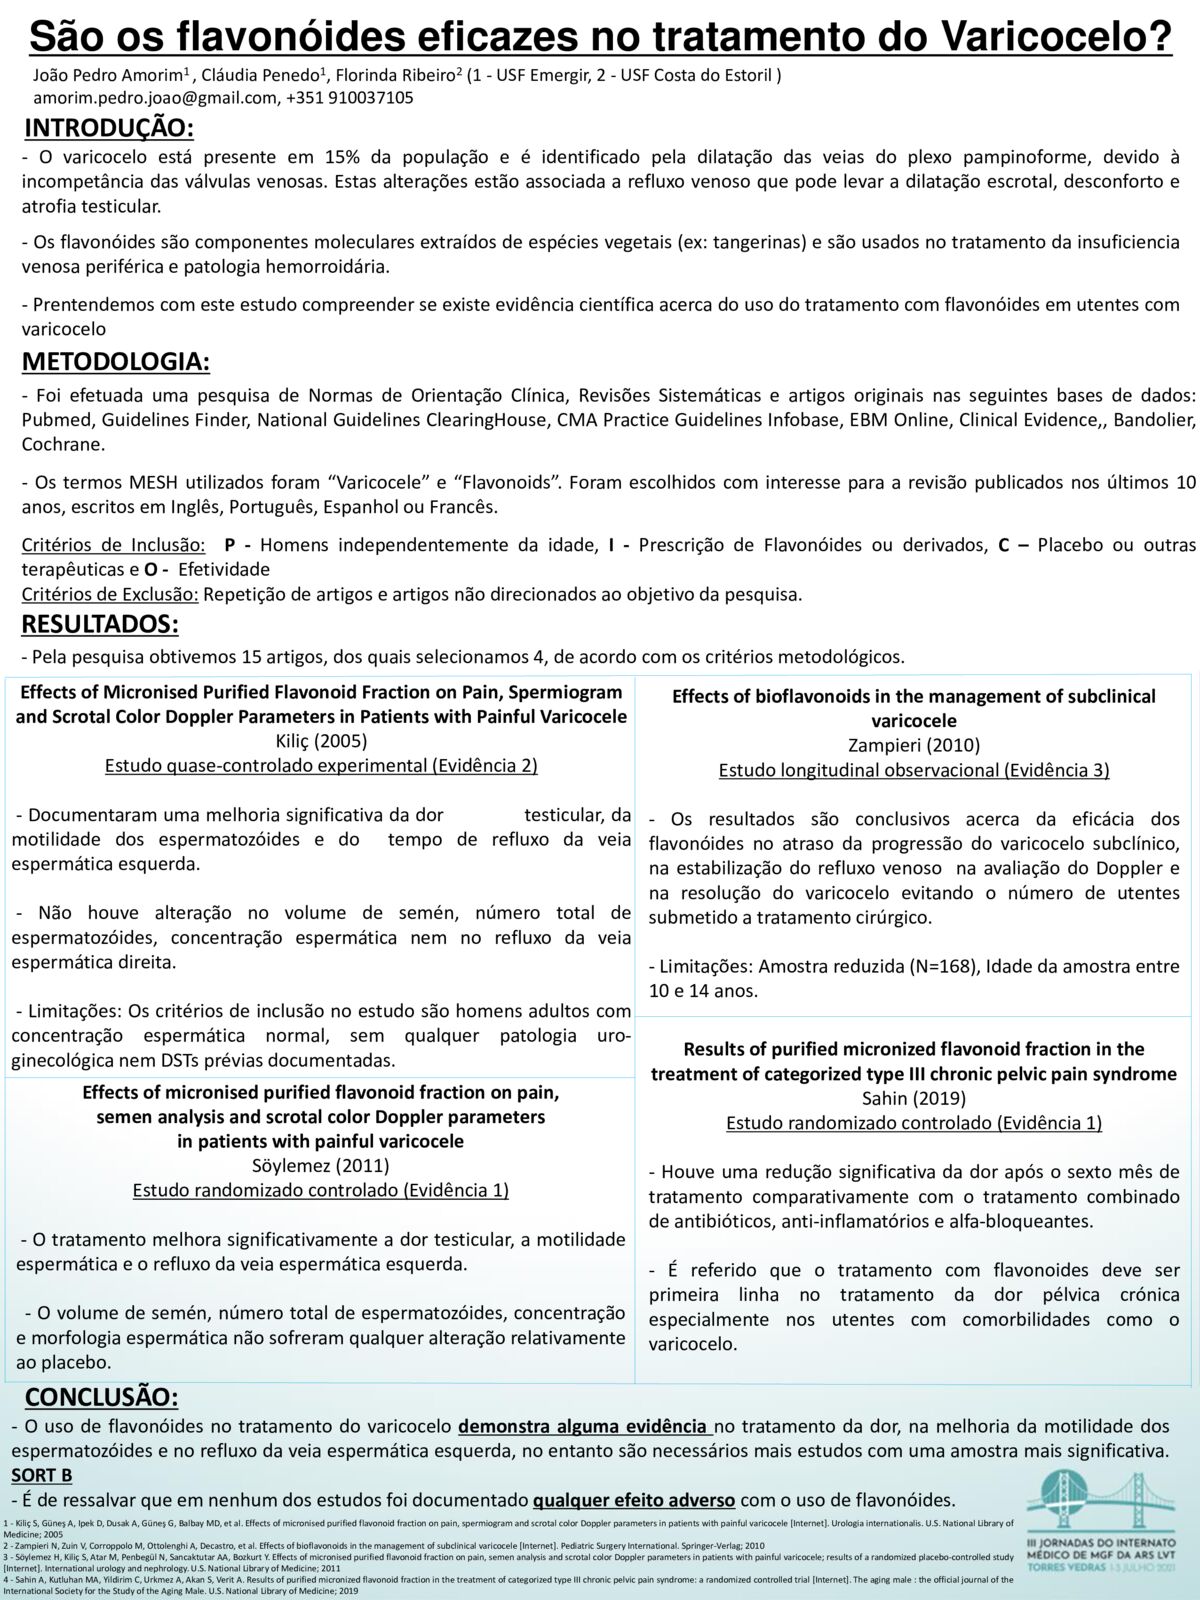 São os flavonóides eficazes no tratamento do Varicocelo?
João Pedro Amorim1 , Cláudia Penedo1, Florinda Ribeiro2 (1 - USF Emergir, 2 - USF Costa do Estoril )
amorim.pedro.joao@gmail.com, +351 910037105
INTRODUÇÃO:
- O varicocelo está presente em 15% da população e é identificado pela dilatação das veias do plexo pampinoforme, devido à
incompetância das válvulas venosas. Estas alterações estão associada a refluxo venoso que pode levar a dilatação escrotal, desconforto e
atrofia testicular.
- Os flavonóides são componentes moleculares extraídos de espécies vegetais (ex: tangerinas) e são usados no tratamento da insuficiencia
venosa periférica e patologia hemorroidária.
- Prentendemos com este estudo compreender se existe evidência científica acerca do uso do tratamento com flavonóides em utentes com
varicocelo
METODOLOGIA:
- Foi efetuada uma pesquisa de Normas de Orientação Clínica, Revisões Sistemáticas e artigos originais nas seguintes bases de dados:
Pubmed, Guidelines Finder, National Guidelines ClearingHouse, CMA Practice Guidelines Infobase, EBM Online, Clinical Evidence,, Bandolier,
Cochrane.
- Os termos MESH utilizados foram “Varicocele” e “Flavonoids”. Foram escolhidos com interesse para a revisão publicados nos últimos 10
anos, escritos em Inglês, Português, Espanhol ou Francês.
Critérios de Inclusão: P - Homens independentemente da idade, I - Prescrição de Flavonóides ou derivados, C – Placebo ou outras
terapêuticas e O - Efetividade
Critérios de Exclusão: Repetição de artigos e artigos não direcionados ao objetivo da pesquisa.
RESULTADOS:
- Pela pesquisa obtivemos 15 artigos, dos quais selecionamos 4, de acordo com os critérios metodológicos.
Effects of Micronised Purified Flavonoid Fraction on Pain, Spermiogram
and Scrotal Color Doppler Parameters in Patients with Painful Varicocele
Kiliç (2005)
Estudo quase-controlado experimental (Evidência 2)
- Documentaram uma melhoria significativa da dor testicular, da
motilidade dos espermatozóides e do tempo de refluxo da veia
espermática esquerda.
- Não houve alteração no volume de semén, número total de
espermatozóides, concentração espermática nem no refluxo da veia
espermática direita.
- Limitações: Os critérios de inclusão no estudo são homens adultos com
concentração espermática normal, sem qualquer patologia uro-
ginecológica nem DSTs prévias documentadas.
Effects of micronised purified flavonoid fraction on pain,
semen analysis and scrotal color Doppler parameters
in patients with painful varicocele
Söylemez (2011)
Estudo randomizado controlado (Evidência 1)
- O tratamento melhora significativamente a dor testicular, a motilidade
espermática e o refluxo da veia espermática esquerda.
- O volume de semén, número total de espermatozóides, concentração
e morfologia espermática não sofreram qualquer alteração relativamente
ao placebo.
Effects of bioflavonoids in the management of subclinical
varicocele
Zampieri (2010)
Estudo longitudinal observacional (Evidência 3)
- Os resultados são conclusivos acerca da eficácia dos
flavonóides no atraso da progressão do varicocelo subclínico,
na estabilização do refluxo venoso na avaliação do Doppler e
na resolução do varicocelo evitando o número de utentes
submetido a tratamento cirúrgico.
- Limitações: Amostra reduzida (N=168), Idade da amostra entre
10 e 14 anos.
Results of purified micronized flavonoid fraction in the
treatment of categorized type III chronic pelvic pain syndrome
Sahin (2019)
Estudo randomizado controlado (Evidência 1)
- Houve uma redução significativa da dor após o sexto mês de
tratamento comparativamente com o tratamento combinado
de antibióticos, anti-inflamatórios e alfa-bloqueantes.
- É referido que o tratamento com flavonoides deve ser
primeira linha no tratamento da dor pélvica crónica
especialmente nos utentes com comorbilidades como o
varicocelo.
CONCLUSÃO:
- O uso de flavonóides no tratamento do varicocelo demonstra alguma evidência no tratamento da dor, na melhoria da motilidade dos
espermatozóides e no refluxo da veia espermática esquerda, no entanto são necessários mais estudos com uma amostra mais significativa.
SORT B
- É de ressalvar que em nenhum dos estudos foi documentado qualquer efeito adverso com o uso de flavonóides.
1 - Kiliç S, Güneş A, Ipek D, Dusak A, Güneş G, Balbay MD, et al. Effects of micronised purified flavonoid fraction on pain, spermiogram and scrotal color Doppler parameters in patients with painful varicocele [Internet]. Urologia internationalis. U.S. National Library of
Medicine; 2005
2 - Zampieri N, Zuin V, Corroppolo M, Ottolenghi A, Decastro, et al. Effects of bioflavonoids in the management of subclinical varicocele [Internet]. Pediatric Surgery International. Springer-Verlag; 2010
3 - Söylemez H, Kiliç S, Atar M, Penbegül N, Sancaktutar AA, Bozkurt Y. Effects of micronised purified flavonoid fraction on pain, semen analysis and scrotal color Doppler parameters in patients with painful varicocele; results of a randomized placebo-controlled study
[Internet]. International urology and nephrology. U.S. National Library of Medicine; 2011
4 - Sahin A, Kutluhan MA, Yildirim C, Urkmez A, Akan S, Verit A. Results of purified micronized flavonoid fraction in the treatment of categorized type III chronic pelvic pain syndrome: a randomized controlled trial [Internet]. The aging male : the official journal of the
International Society for the Study of the Aging Male. U.S. National Library of Medicine; 2019
III JORNADAS DO INTERNATO
MÉDICO DE MGF DA ARS LVT
TORRES VEDRAS 1-3 JULHO 2021